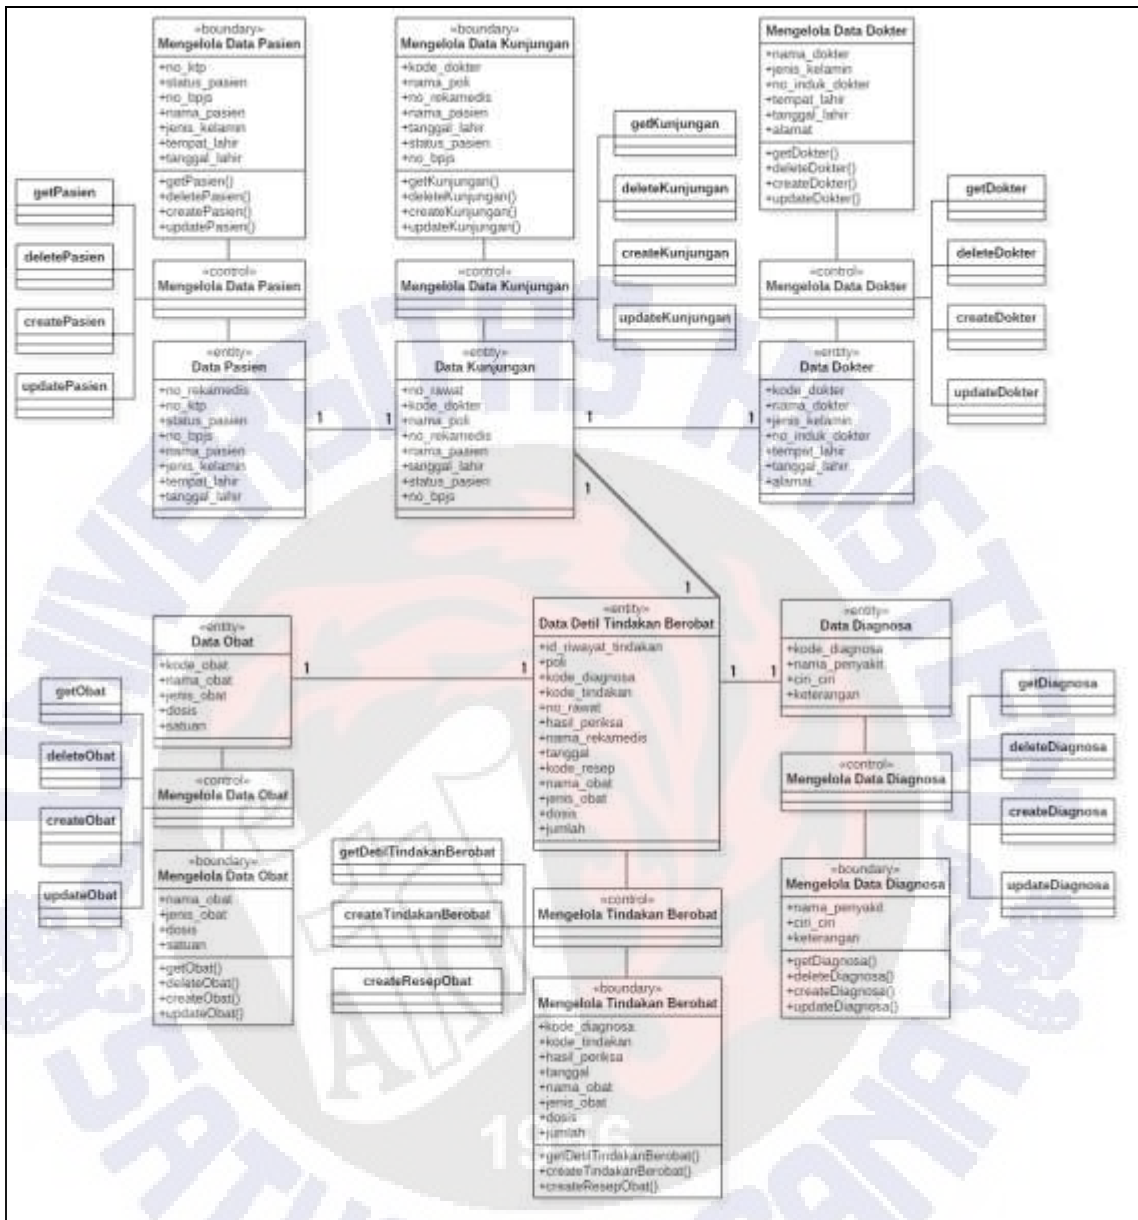 «boundary»
Mengelola Data Pasien
+no_ktp
+status_pasien
+no_bpjs
+nama_pasien
+jenis_kelamin
+tempat_lahir
+tanggal_lahir
+getPasien()
+deletePasien()
+createPasien()
+updatePasien()
«boundary»
Mengelola Data Kunjungan
+kode_dokter
+nama_poli
+no_rekamedis
+nama_pasien
+tanggal_lahir
+status_pasien
+no_bpjs
+getKunjungan()
+deleteKunjungan()
+createKunjungan()
+updateKunjungan()
Mengelola Data Dokter
+nama_dokter
+jenis_kelamin
+no_induk_dokter
+tempat_lahir
+tanggal_lahir
+alamat
+getDokter()
+deleteDokter()
+createDokter()
+updateDokter()
getPasien
deletePasien
createPasien
updatePasien
«control»
Mengelola Data Pasien
«control»
Mengelola Data Kunjungan
getKunjungan
deleteKunjungan
createKunjungan
updateKunjungan
«control»
Mengelola Data Dokter
getDokter
deleteDokter
createDokter
updateDokter
«entity»
Data Pasien
+no_rekamedis
+no_ktp
+status_pasien
+no_bpjs
+nama_pasien
+jenis_kelamin
+tempat_lahir
+tanggal_lahir
1
1
«entity»
Data Kunjungan
+no_rawat
+kode_dokter
+nama_poli
+no_rekamedis
+nama_pasien
+tanggal_lahir
+status_pasien
+no_bpjs
1
1
«entity»
Data Dokter
+kode_dokter
+nama_dokter
+jenis_kelamin
+no_induk_dokter
+tempat_lahir
+tanggal_lahir
+alamat
1
1
«entity»
Data Obat
+kode_obat
+nama_obat
+jenis_obat
+dosis
+satuan
1
1
«entity»
Data Detil Tindakan Berobat
+id_riwayat_tindakan
+poli
+kode_diagnosa
+kode_tindakan
+no_rawat
+hasil_periksa
+nama_rekamedis
+tanggal
+kode_resep
+nama_obat
+jenis_obat
+dosis
+jumlah
1
1
«entity»
Data Diagnosa
+kode_diagnosa
+nama_penyakit
+ciri_ciri
+keterangan
getObat
deleteObat
createObat
updateObat
«control»
Mengelola Data Obat
«boundary»
Mengelola Data Obat
+nama_obat
+jenis_obat
+dosis
+satuan
+getObat()
+deleteObat()
+createObat()
+updateObat()
getDetilTindakanBerobat
createTindakanBerobat
createResepObat
«control»
Mengelola Tindakan Berobat
«boundary»
Mengelola Tindakan Berobat
+kode_diagnosa
+kode_tindakan
+hasil_periksa
+tanggal
+nama_obat
+jenis_obat
+dosis
+jumlah
+getDetilTindakanBerobat()
+createTindakanBerobat()
+createResepObat()
«control»
Mengelola Data Diagnosa
getDiagnosa
deleteDiagnosa
createDiagnosa
updateDiagnosa
«boundary»
Mengelola Data Diagnosa
+nama_penyakit
+ciri_ciri
+keterangan
+getDiagnosa()
+deleteDiagnosa()
+createDiagnosa()
+updateDiagnosa()
UNIVERSITAS KRISTEN
SATYA WACANA
1956